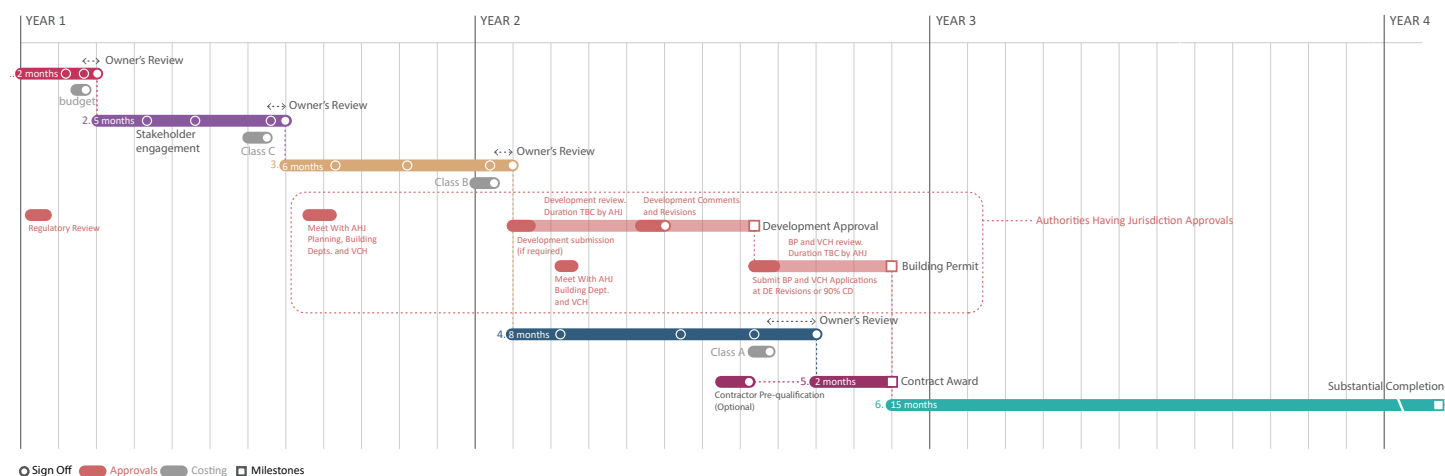 YEAR 1
YEAR 2
YEAR 3
YEAR 4
Owner's Review
2 months
budget
Owner's Review
2. 5 months
Stakeholder
engagement
Class C
Owner's Review
3. 6 months
Class B
Regulatory Review
Meet With AHJ
Planning, Building
Depts. and VCH
Development review.
Duration TBC by AHJ
Development Comments
and Revisions
Development submission
(if required)
Development Approval
Authorities Having Jurisdiction Approvals
Meet With AHJ
Building Dept.
and VCH
BP and VCH review.
Duration TBC by AHJ
Submit BP and VCH Applications
at DE Revisions or 90% CD
Building Permit
Owner's Review
4. 8 months
Class A
Contractor Pre-qualification
(Optional)
5. 2 months
Contract Award
Substantial Completion
6. 15 months
Sign Off Approvals Costing Milestones